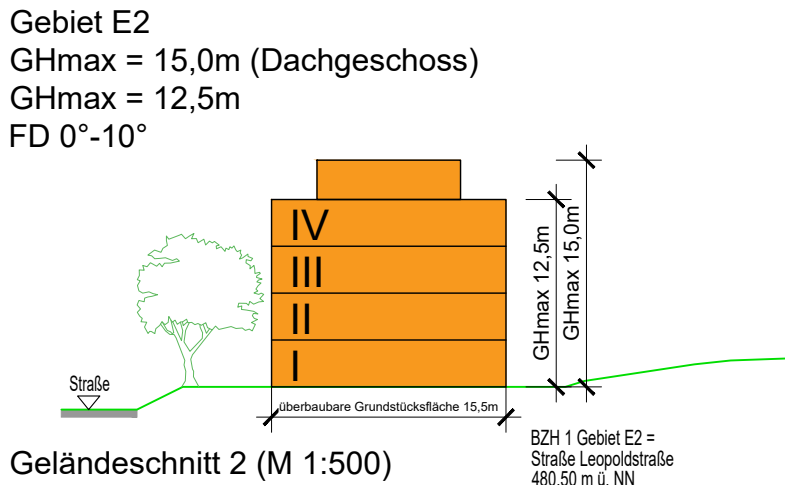 Gebiet E2
GHmax = 15,0m (Dachgeschoss)
GHmax = 12,5m
FD 0°-10°
IV
III
II
I
GHmax 12,5m
GHmax 15,0m
Straße
überbaubare Grundstücksfläche 15,5m
BZH 1 Gebiet E2 =
Straße Leopoldstraße
480,50 m ü. NN
Geländeschnitt 2 (M 1:500)